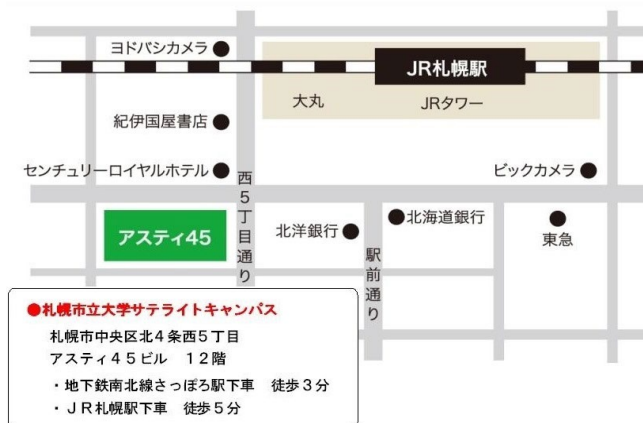 ヨドバシカメラ
JR札幌駅
大丸
JRタワー
紀伊国屋書店
センチュリーロイヤルホテル
ビックカメラ
西5丁目通り
アスティ45
北洋銀行
北海道銀行
東急
駅前通り
●札幌市立大学サテライトキャンパス
札幌市中央区北4条西5丁目
アスティ45ビル 12階
・地下鉄南北線さっぽろ駅下車 徒歩3分
・JR札幌駅下車 徒歩5分